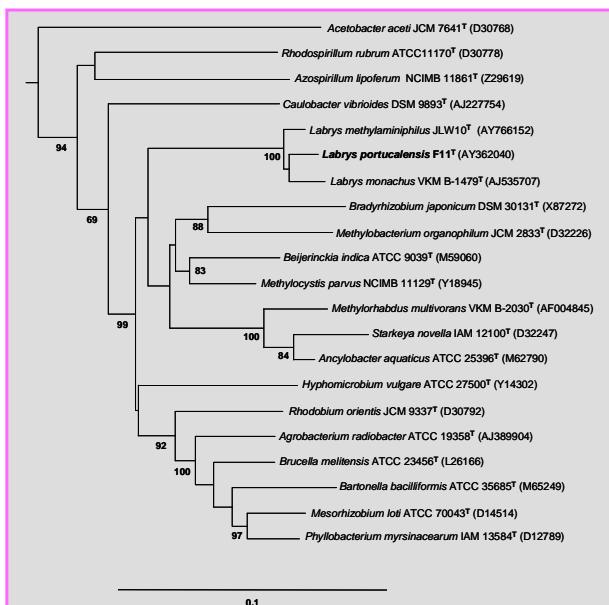 Acetobacter aceti JCM 7641T (D30768)
Rhodospirillum rubrum ATCC11170T (D30778)
Azospirillum lipoferum NCIMB 11861T (Z29619)
Caulobacter vibrioides DSM 9893T (AJ227754)
Labrys methylaminiphilus JLW10T (AY766152)
94
100
Labrys portucalensis F11T (AY362040)
Labrys monachus VKM B-1479T (AJ535707)
Bradyrhizobium japonicum DSM 30131T (X87272)
69
88
Methylobacterium organophilum JCM 2833T (D32226)
Beijerinckia indica ATCC 9039T (M59060)
83
Methylocystis parvus NCIMB 11129T (Y18945)
Methylorhabdus multivorans VKM B-2030T (AF004845)
99
100
Starkeya novella IAM 12100T (D32247)
84
Ancylobacter aquaticus ATCC 25396T (M62790)
Hyphomicrobium vulgare ATCC 27500T (Y14302)
Rhodobium orientis JCM 9337T (D30792)
92
Agrobacterium radiobacter ATCC 19358T (AJ389904)
100
Brucella melitensis ATCC 23456T (L26166)
Bartonella bacilliformis ATCC 35685T (M65249)
Mesorhizobium loti ATCC 70043T (D14514)
97
Phyllobacterium myrsinacearum IAM 13584T (D12789)
0.1